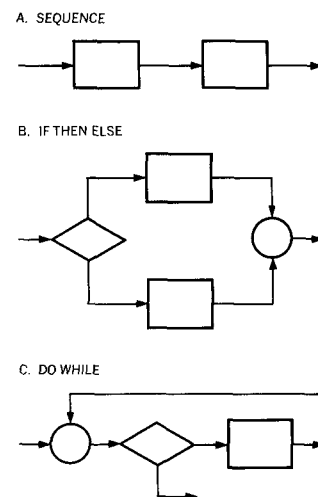 A. SEQUENCE
B. IF THEN ELSE
C. DO WHILE